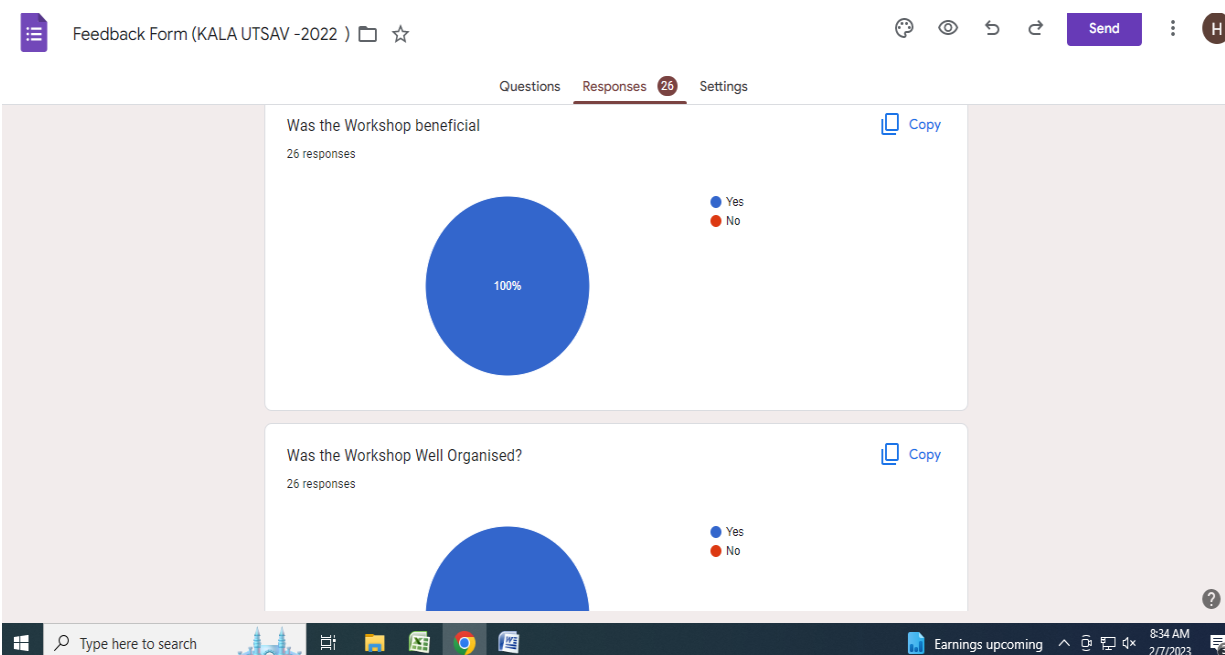 Feedback Form (KALA UTSAV -2022 )
Send
H
Questions Responses 26 Settings
Was the Workshop beneficial
Copy
26 responses
Yes
No
100%
Was the Workshop Well Organised?
Copy
26 responses
Yes
No
Type here to search
Earnings upcoming
8:34 AM
2/7/2023